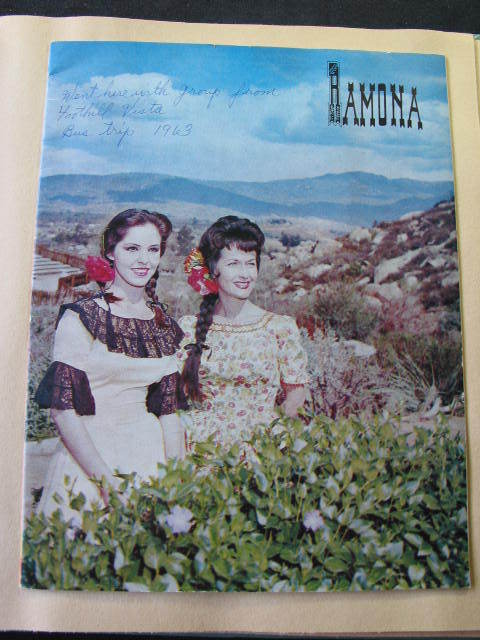 RAMONA
Went here with group from
Foothill Vista
Bus trip 1963